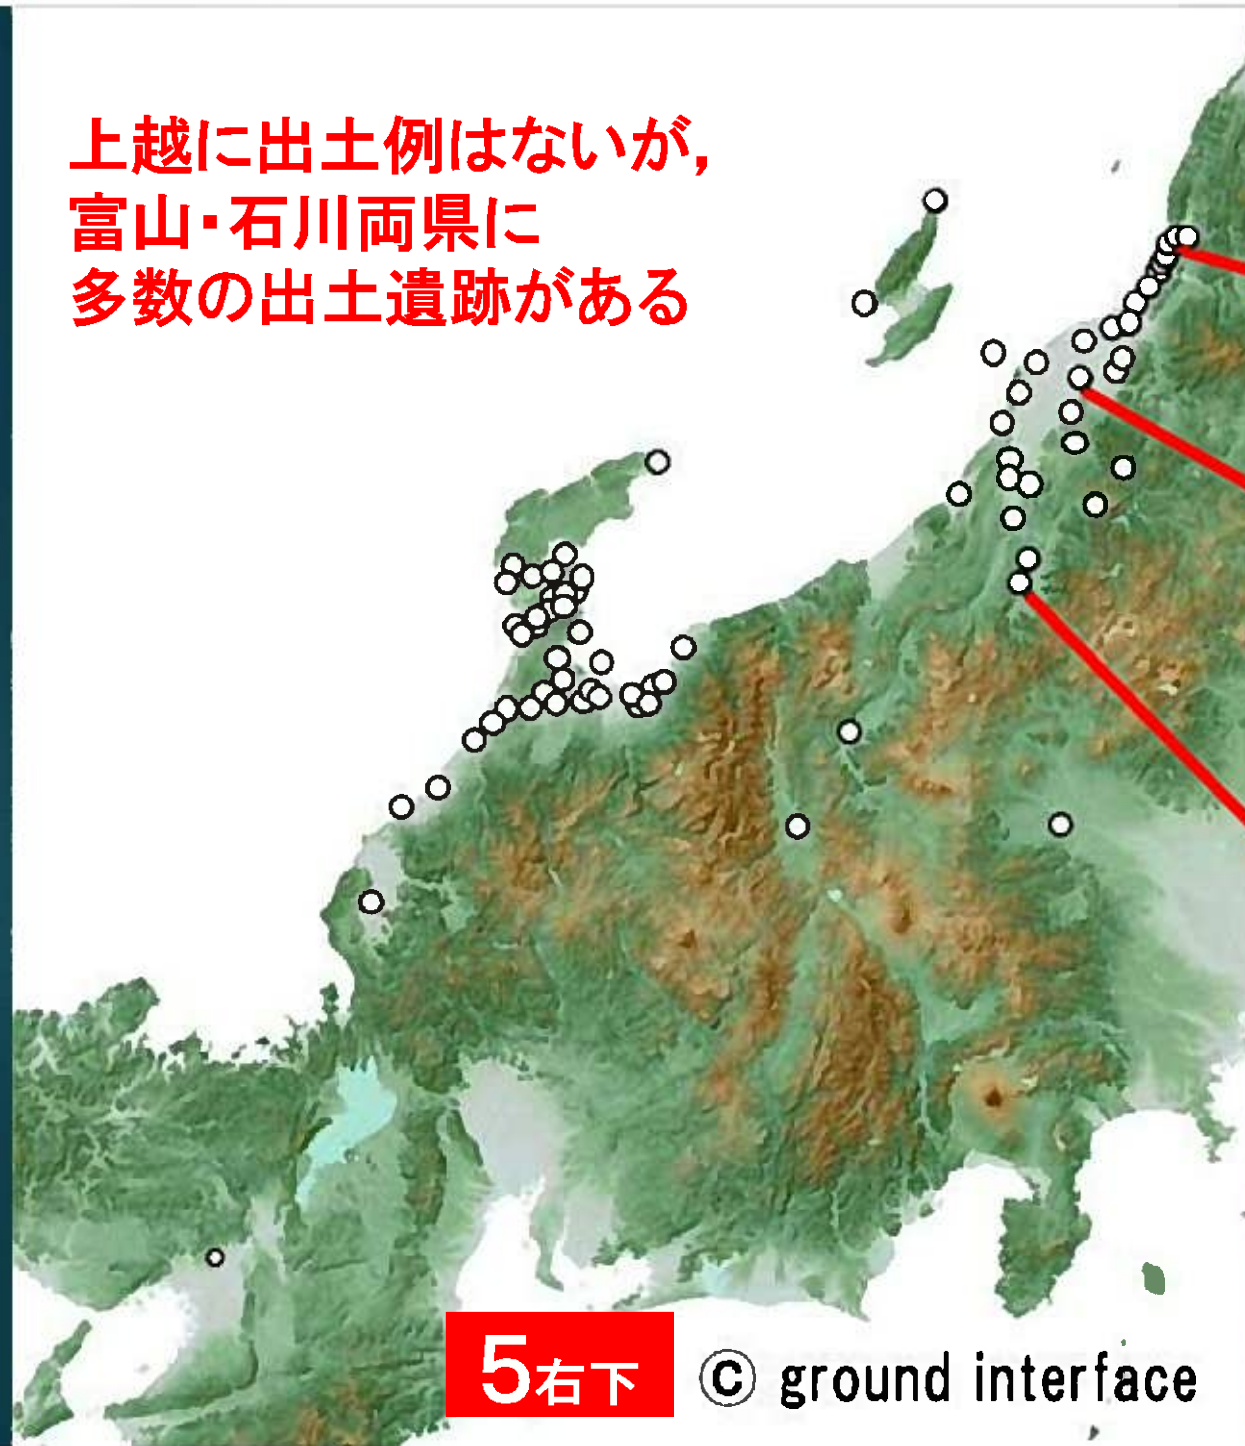 上越に出土例はないが,
富山・石川両県に
多数の出土遺跡がある
5右下
© ground interface